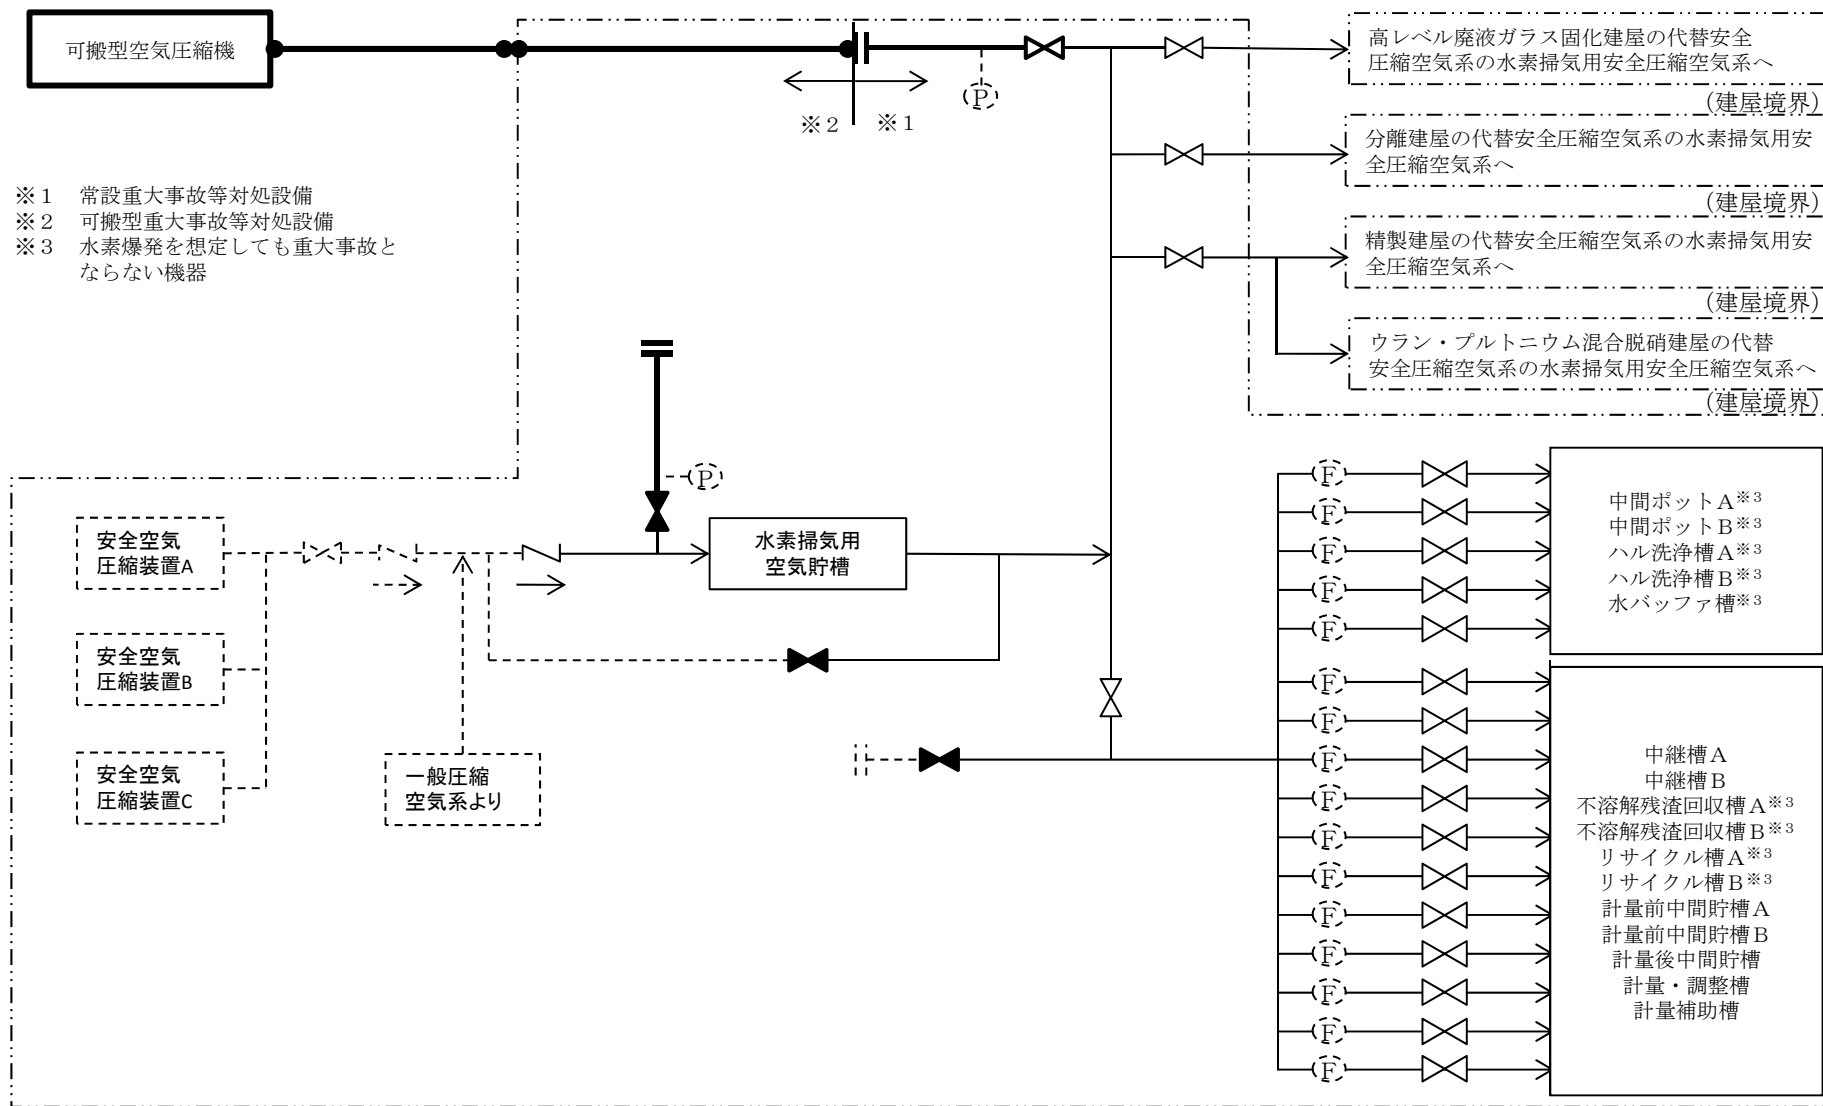 可搬型空気圧縮機
※２
※１
Ｐ
高レベル廃液ガラス固化建屋の代替安全
圧縮空気系の水素掃気用安全圧縮空気系へ
(建屋境界)
分離建屋の代替安全圧縮空気系の水素掃気用安
全圧縮空気系へ
(建屋境界)
精製建屋の代替安全圧縮空気系の水素掃気用安
全圧縮空気系へ
(建屋境界)
ウラン・プルトニウム混合脱硝建屋の代替
安全圧縮空気系の水素掃気用安全圧縮空気系へ
(建屋境界)
※１　常設重大事故等対処設備
※２　可搬型重大事故等対処設備
※３　水素爆発を想定しても重大事故と
ならない機器
Ｐ
安全空気
圧縮装置A
安全空気
圧縮装置B
安全空気
圧縮装置C
一般圧縮
空気系より
水素掃気用
空気貯槽
Ｆ
Ｆ
Ｆ
Ｆ
Ｆ
中間ポットＡ※３
中間ポットＢ※３
ハル洗浄槽Ａ※３
ハル洗浄槽Ｂ※３
水バッファ槽※３
Ｆ
Ｆ
Ｆ
Ｆ
Ｆ
Ｆ
Ｆ
Ｆ
Ｆ
Ｆ
Ｆ
中継槽Ａ
中継槽Ｂ
不溶解残渣回収槽Ａ※３
不溶解残渣回収槽Ｂ※３
リサイクル槽Ａ※３
リサイクル槽Ｂ※３
計量前中間貯槽Ａ
計量前中間貯槽Ｂ
計量後中間貯槽
計量・調整槽
計量補助槽